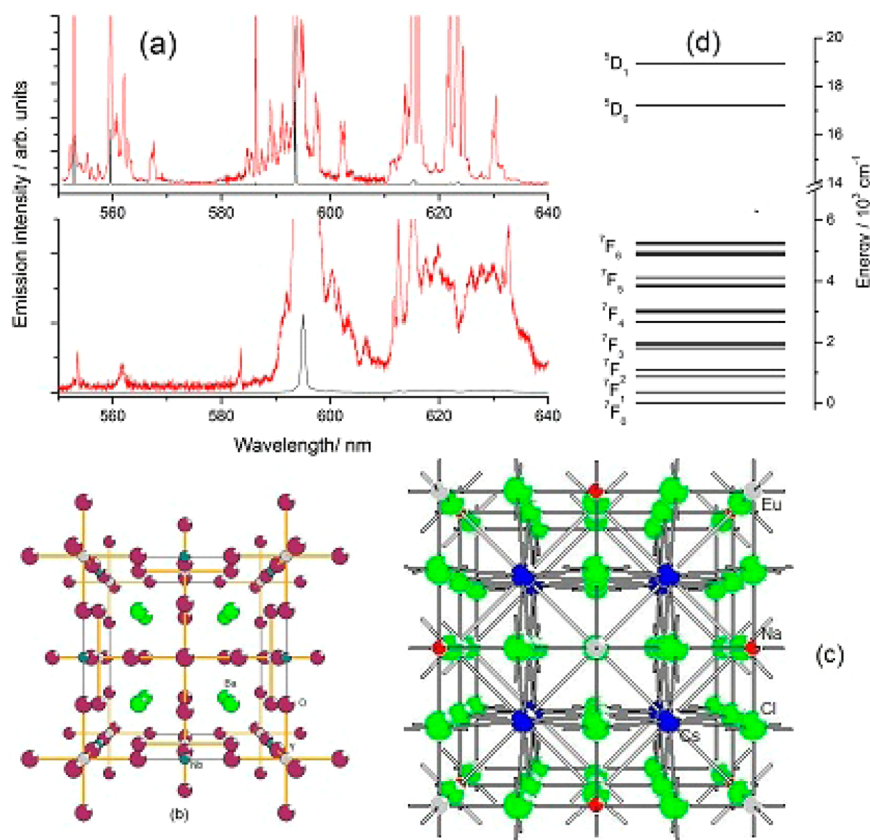 (a)
Emission intensity / arb. units
560
580
600
620
640
560
580
600
620
640
Wavelength/ nm
(d)
⁵D₁
⁵D₀
⁷F₆
⁷F₅
⁷F₄
⁷F₃
⁷F₂
⁷F₁
⁷F₀
20
18
16
14
6
4
2
0
Energy / 10³ cm⁻¹
Ba
O
Y
Nb
(b)
Eu
Na
Cl
Cs
(c)